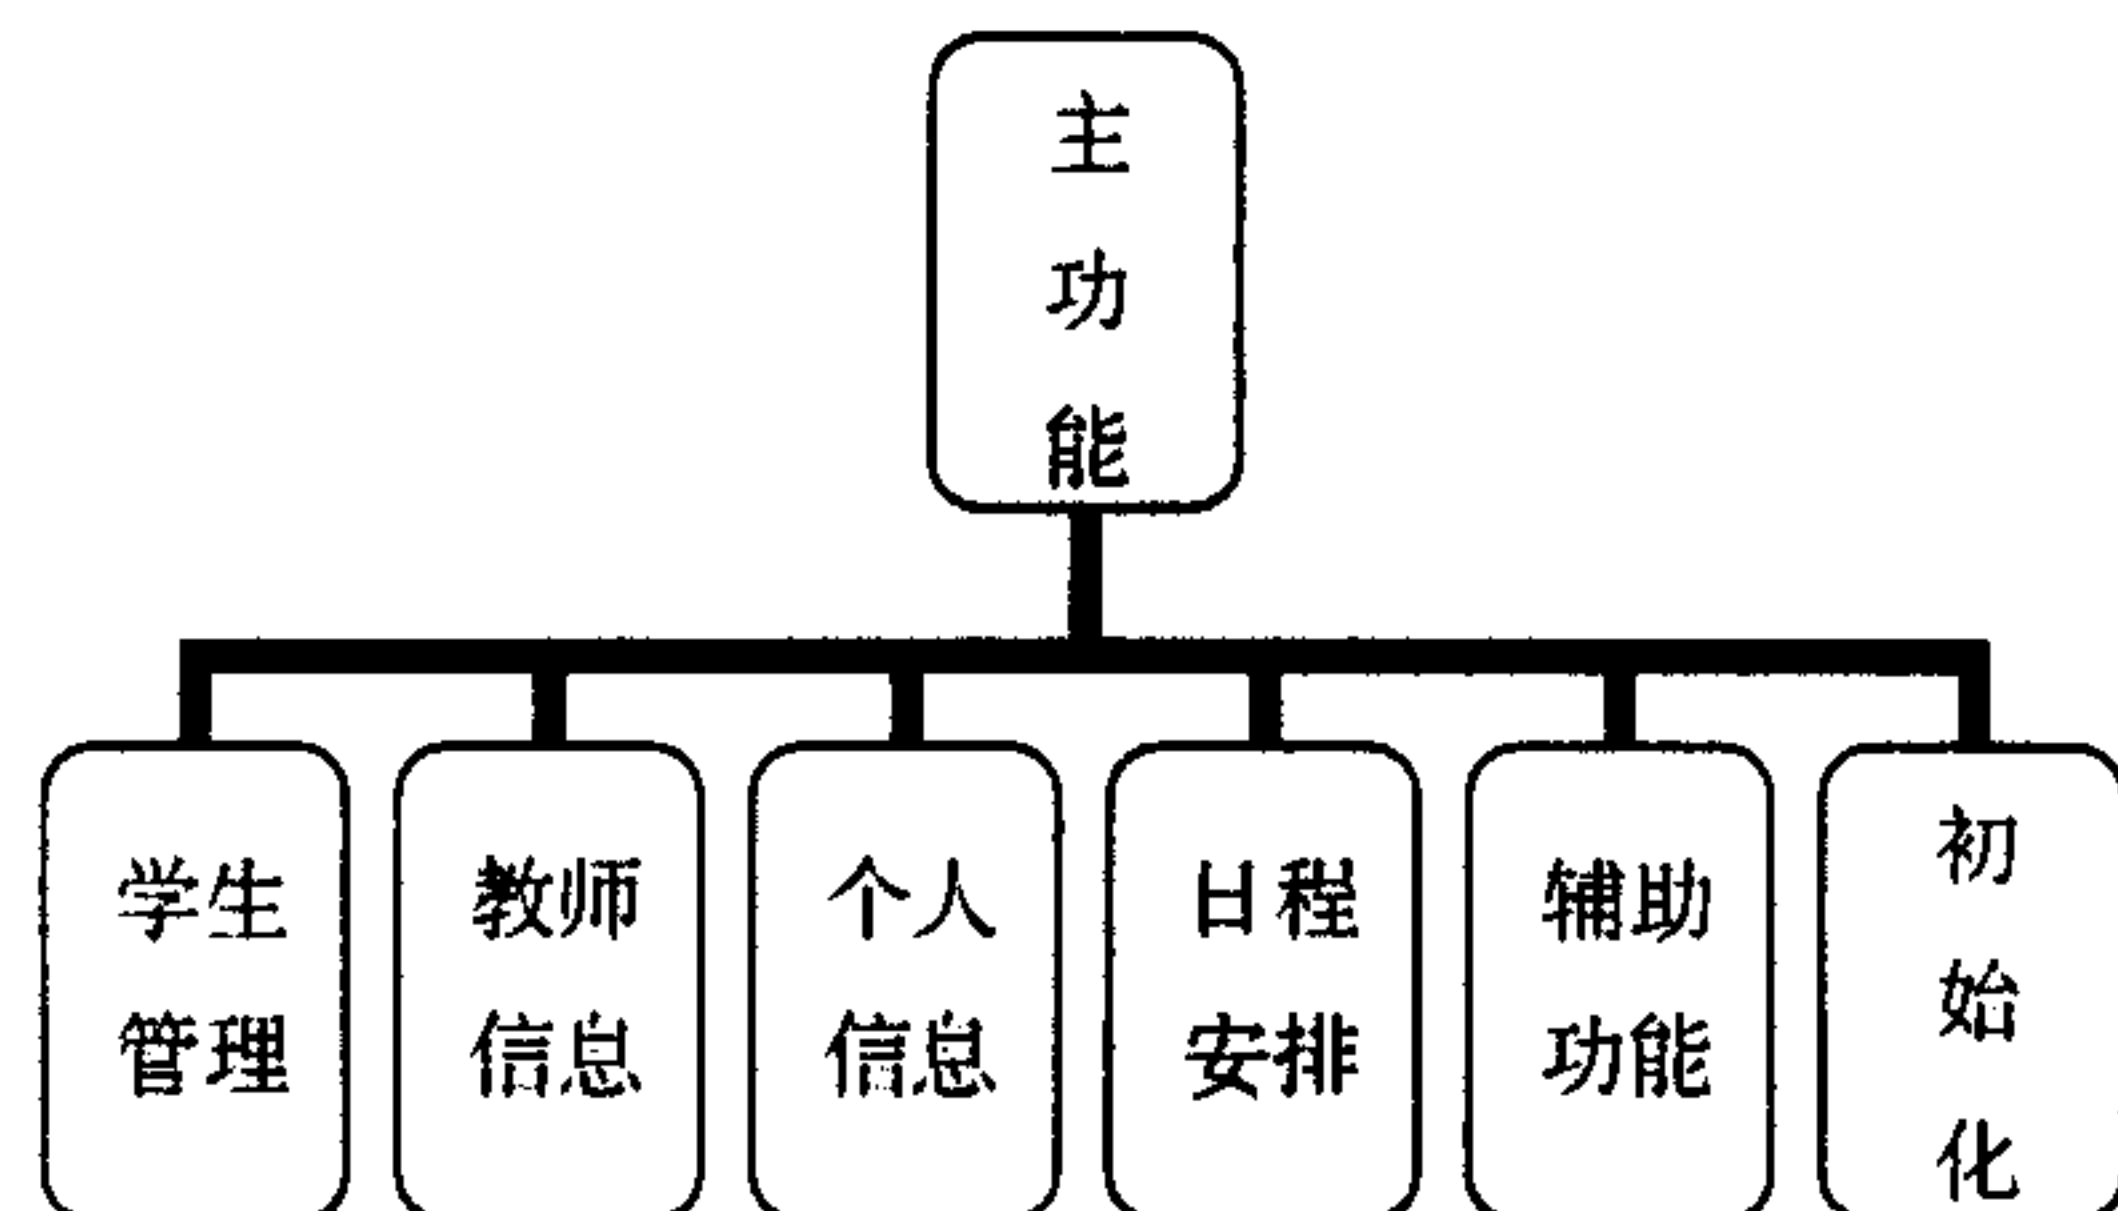 主
功
能
学生
管理
教师
信息
个人
信息
日程
安排
辅助
功能
初
始
化